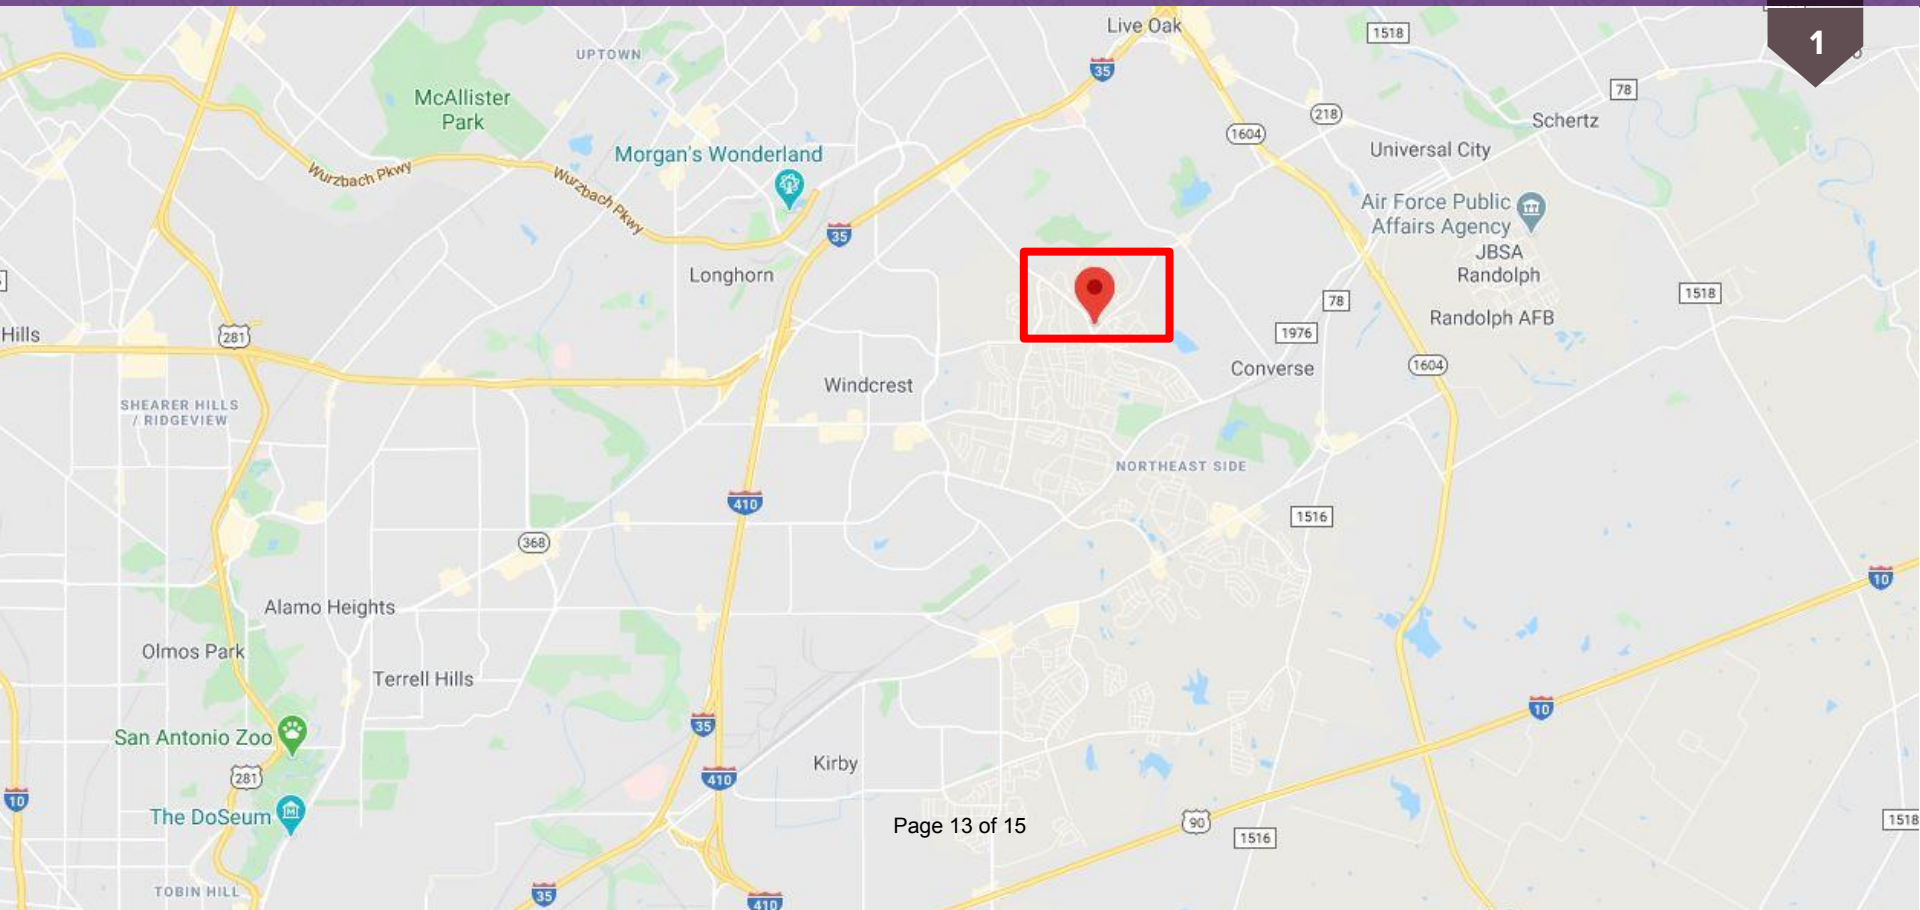 Live Oak
1518
1
UPTOWN
35
78
McAllister
Park
218
Schertz
1604
Universal City
Morgan's Wonderland
Wurzbach Pkwy
Wurzbach Pkwy
Air Force Public
Affairs Agency
35
JBSA
Randolph
Longhorn
1518
78
Randolph AFB
Hills
281
1976
Converse
1604
Windcrest
SHEARER HILLS
/ RIDGEVIEW
NORTHEAST SIDE
410
1516
368
10
Alamo Heights
Olmos Park
Terrell Hills
10
San Antonio Zoo
35
Kirby
281
410
10
The DoSeum
Page 13 of 15
90
1518
1516
TOBIN HILL
35
410